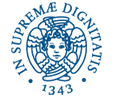 IN SUPREMÆ DIGNITATIS
· 1343 ·